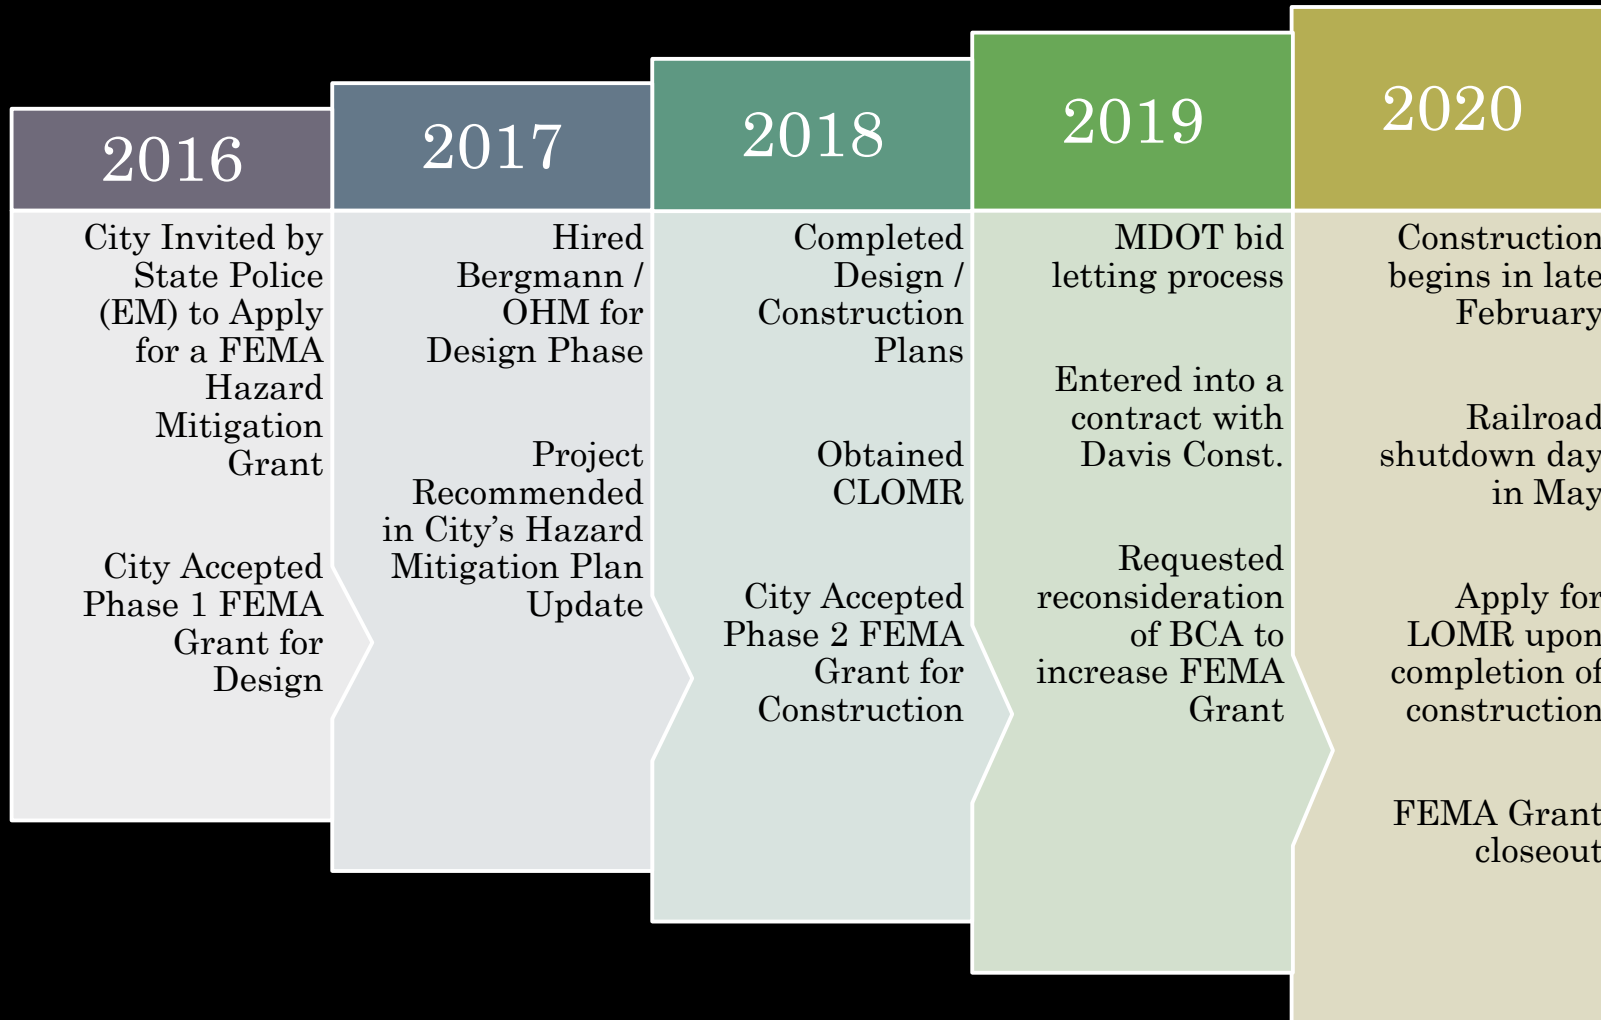 2016
City Invited by
State Police
(EM) to Apply
for a FEMA
Hazard
Mitigation
Grant
City Accepted
Phase 1 FEMA
Grant for
Design
2017
Hired
Bergmann /
OHM for
Design Phase
Project
Recommended
in City’s Hazard
Mitigation Plan
Update
2018
Completed
Design /
Construction
Plans
Obtained
CLOMR
City Accepted
Phase 2 FEMA
Grant for
Construction
2019
MDOT bid
letting process
Entered into a
contract with
Davis Const.
Requested
reconsideration
of BCA to
increase FEMA
Grant
2020
Construction
begins in late
February
Railroad
shutdown day
in May
Apply for
LOMR upon
completion of
construction
FEMA Grant
closeout